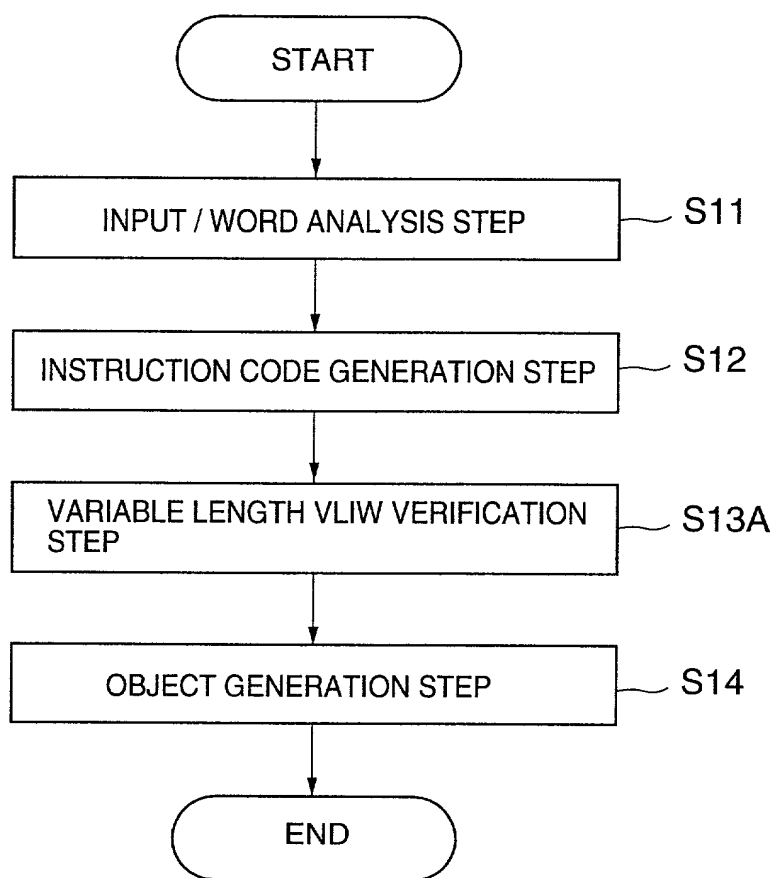 START
INPUT / WORD ANALYSIS STEP
S11
INSTRUCTION CODE GENERATION STEP
S12
VARIABLE LENGTH VLIW VERIFICATION
STEP
S13A
OBJECT GENERATION STEP
S14
END